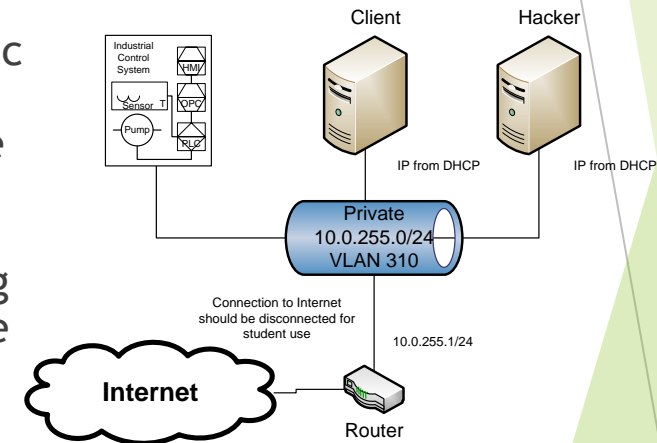 c
e
g
e
Client
Hacker
Industrial
Control
System
HMI
Sensor T
OPC
Pump
PLC
IP from DHCP
IP from DHCP
Private
10.0.255.0/24
VLAN 310
Connection to Internet
should be disconnected for
student use
10.0.255.1/24
Internet
Router